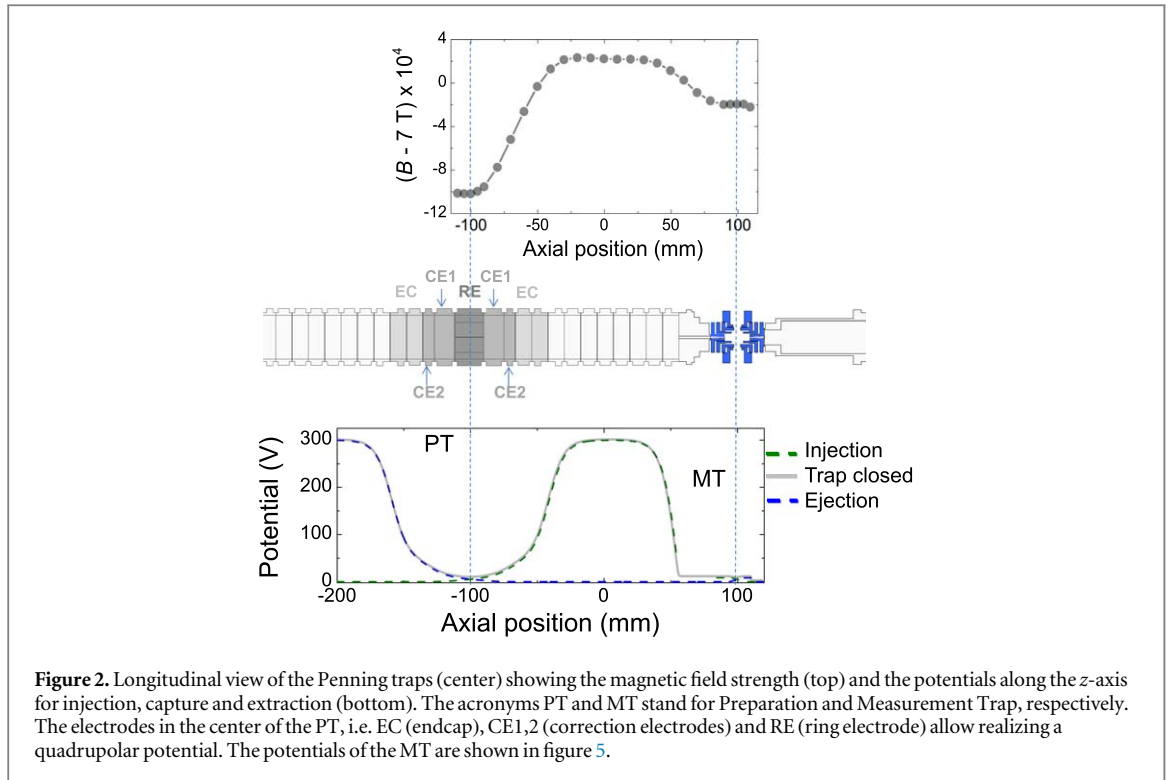 4
0
-4
-8
-12
(B - 7 T) x 10⁴
-100 -50 0 50 100
Axial position (mm)
CE1 CE1
EC RE EC
CE2 CE2
300
200
100
0
Potential (V)
PT
MT
Injection
Trap closed
Ejection
-200 -100 0 100
Axial position (mm)
Figure 2. Longitudinal view of the Penning traps (center) showing the magnetic field strength (top) and the potentials along the z-axis
for injection, capture and extraction (bottom). The acronyms PT and MT stand for Preparation and Measurement Trap, respectively.
The electrodes in the center of the PT, i.e. EC (endcap), CE1,2 (correction electrodes) and RE (ring electrode) allow realizing a
quadrupolar potential. The potentials of the MT are shown in figure 5.